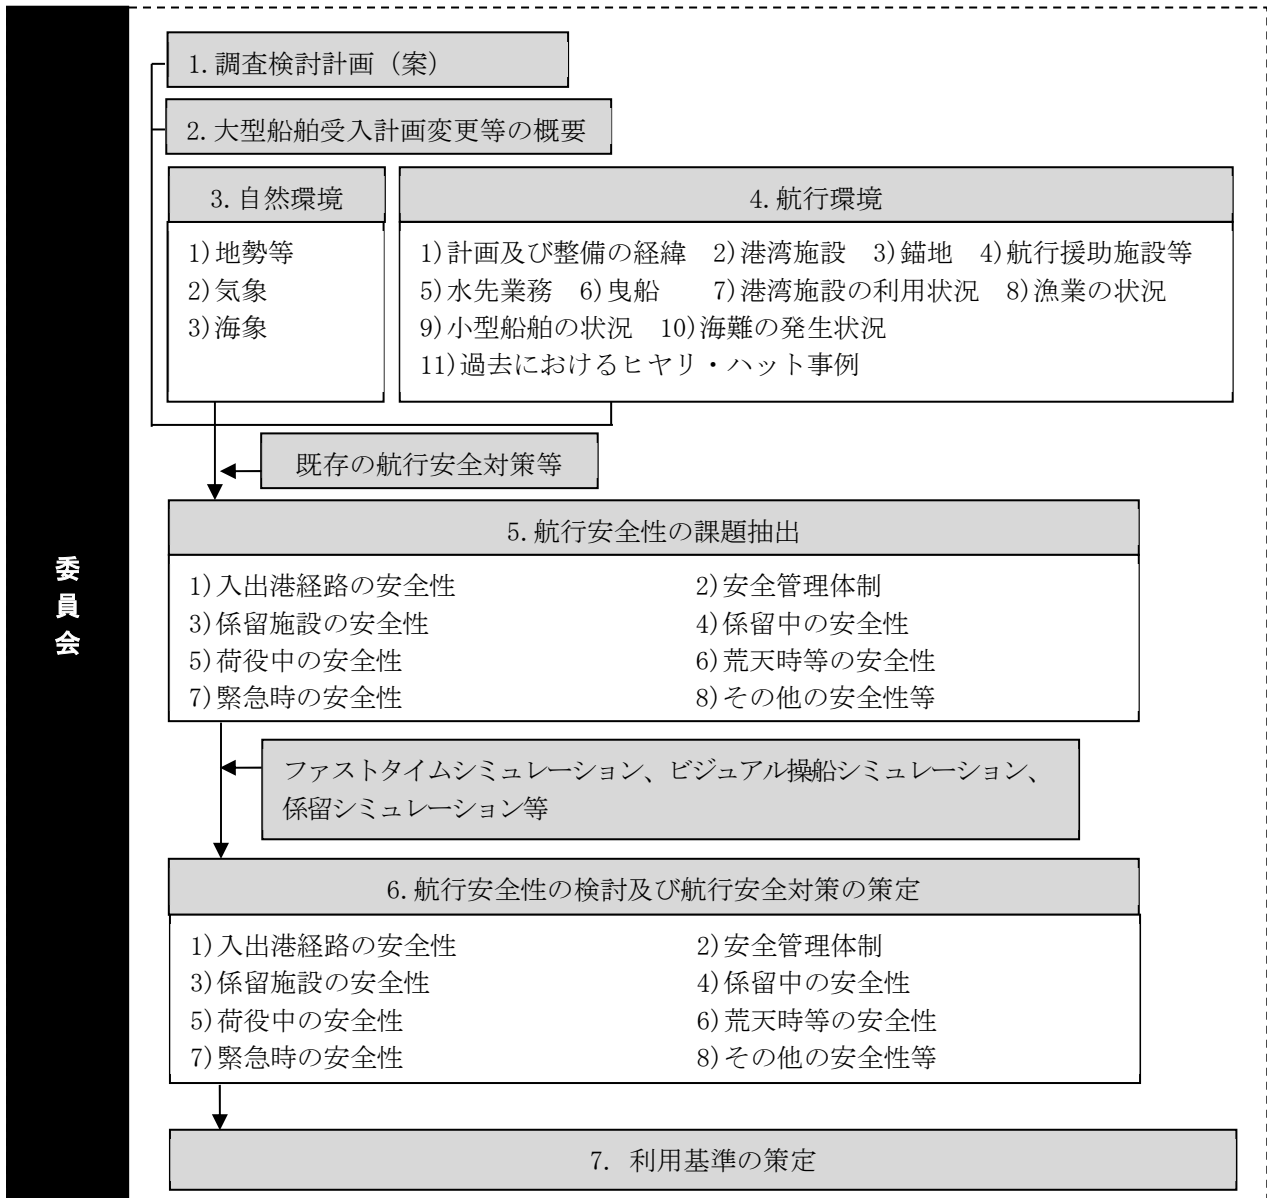 委員会
1.調査検討計画（案）
2.大型船舶受入計画変更等の概要
3.自然環境
1)地勢等
2)気象
3)海象
4.航行環境
1)計画及び整備の経緯　2)港湾施設　3)錨地　4)航行援助施設等
5)水先業務　6)曳船　　7)港湾施設の利用状況　8)漁業の状況
9)小型船舶の状況　10)海難の発生状況
11)過去におけるヒヤリ・ハット事例
既存の航行安全対策等
5.航行安全性の課題抽出
1)入出港経路の安全性　2)安全管理体制
3)係留施設の安全性　4)係留中の安全性
5)荷役中の安全性　6)荒天時等の安全性
7)緊急時の安全性　8)その他の安全性等
ファストタイムシミュレーション、ビジュアル操船シミュレーション、
係留シミュレーション等
6.航行安全性の検討及び航行安全対策の策定
1)入出港経路の安全性　2)安全管理体制
3)係留施設の安全性　4)係留中の安全性
5)荷役中の安全性　6)荒天時等の安全性
7)緊急時の安全性　8)その他の安全性等
7. 利用基準の策定